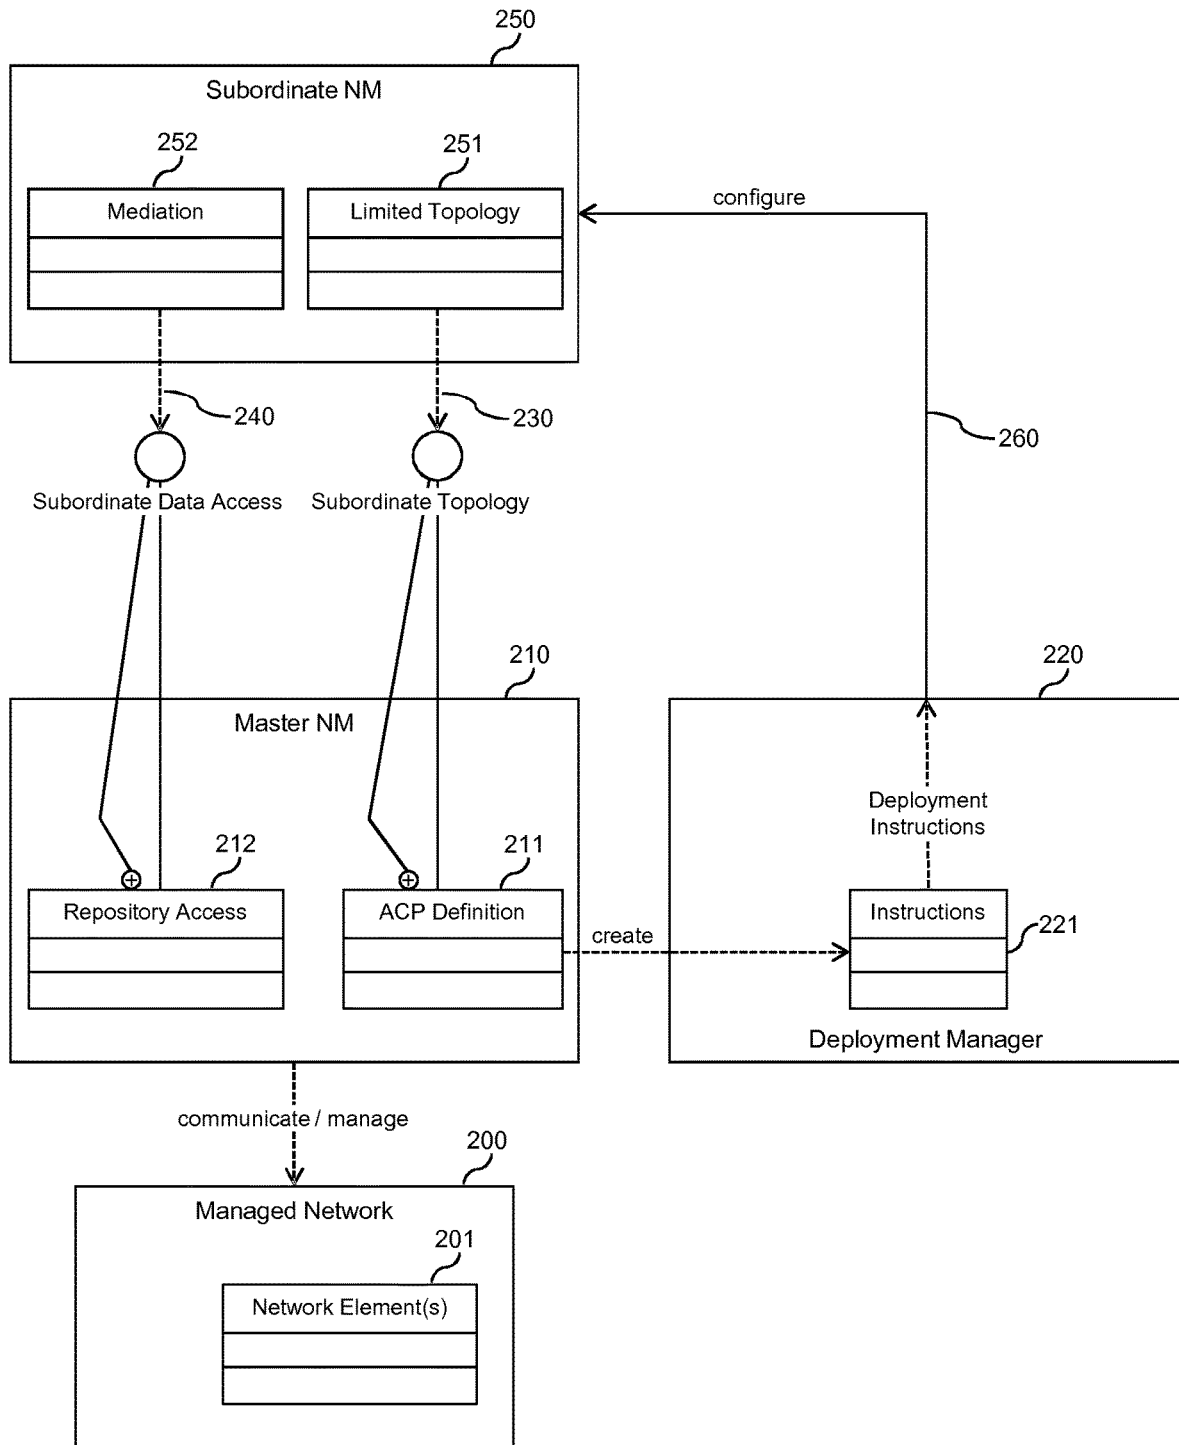 250
Subordinate NM
252
251
Mediation
Limited Topology
configure
240
230
260
Subordinate Data Access
Subordinate Topology
210
220
Master NM
Deployment
Instructions
212
211
Repository Access
ACP Definition
Instructions
create
221
Deployment Manager
communicate / manage
200
Managed Network
201
Network Element(s)